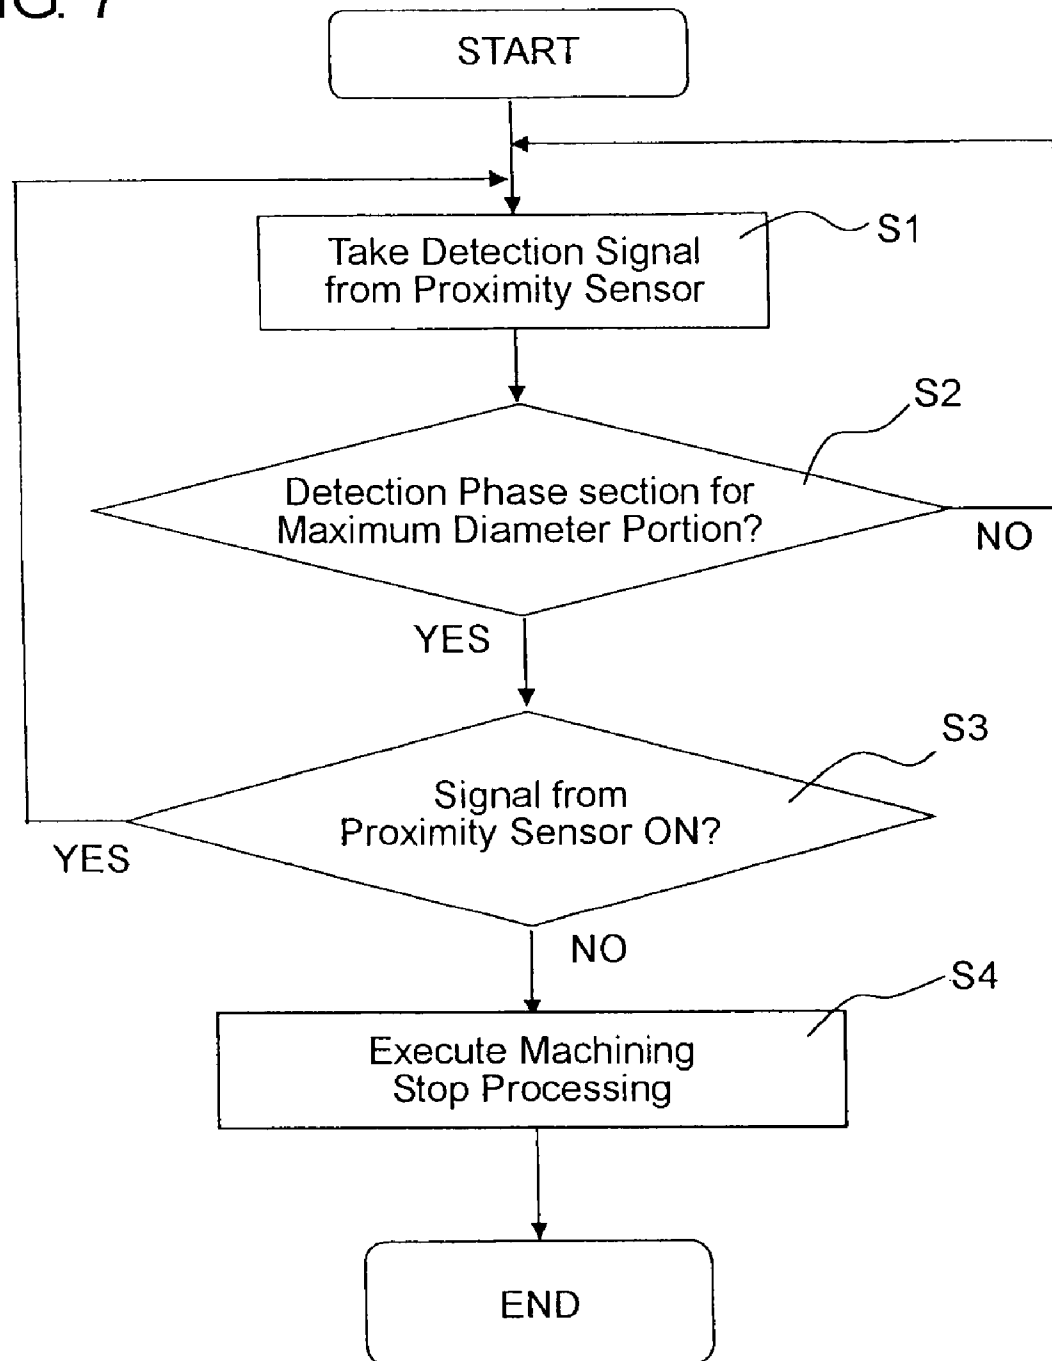 START
Take Detection Signal
from Proximity Sensor
S1
S2
Detection Phase section for
Maximum Diameter Portion?
NO
YES
S3
Signal from
Proximity Sensor ON?
YES
NO
S4
Execute Machining
Stop Processing
END